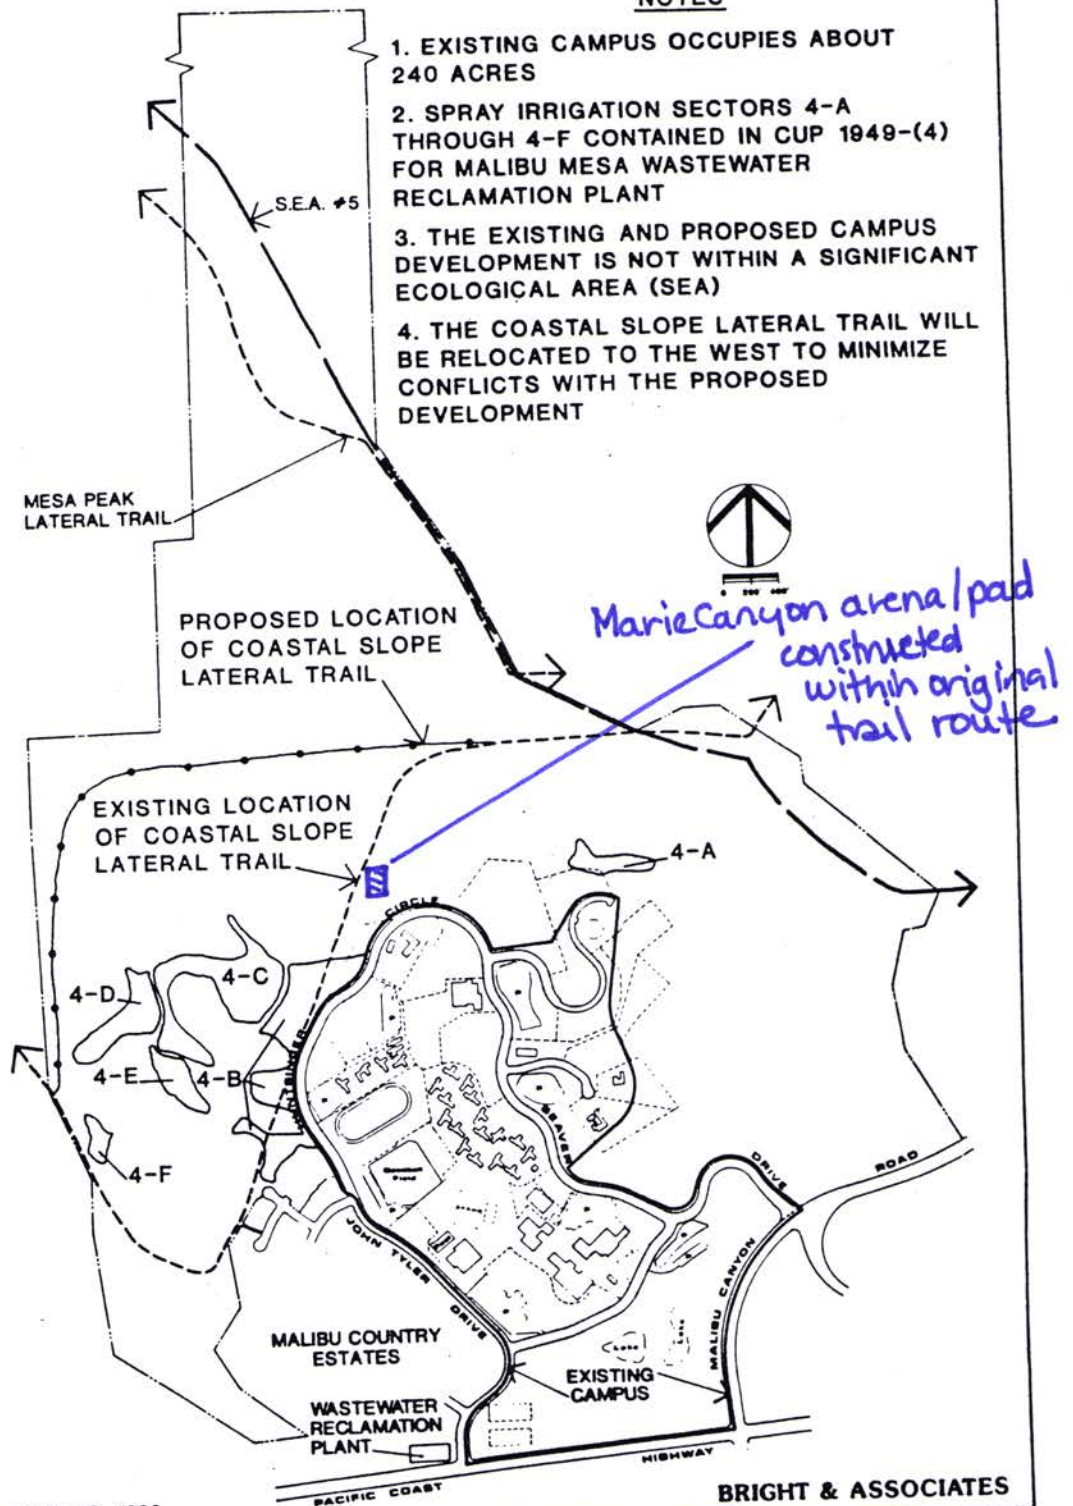 NOTES
1. EXISTING CAMPUS OCCUPIES ABOUT
240 ACRES
2. SPRAY IRRIGATION SECTORS 4-A
THROUGH 4-F CONTAINED IN CUP 1949-(4)
FOR MALIBU MESA WASTEWATER
RECLAMATION PLANT
3. THE EXISTING AND PROPOSED CAMPUS
DEVELOPMENT IS NOT WITHIN A SIGNIFICANT
ECOLOGICAL AREA (SEA)
4. THE COASTAL SLOPE LATERAL TRAIL WILL
BE RELOCATED TO THE WEST TO MINIMIZE
CONFLICTS WITH THE PROPOSED
DEVELOPMENT
S.E.A. #5
MESA PEAK
LATERAL TRAIL
PROPOSED LOCATION
OF COASTAL SLOPE
LATERAL TRAIL
Marie Canyon arena/pad
constructed
within original
trail route
EXISTING LOCATION
OF COASTAL SLOPE
LATERAL TRAIL
4-A
CIRCLE
4-C
4-D
4-E
4-B
4-F
SEAVER
DRIVE
ROAD
JOHN TYLER
DRIVE
MALIBU CANYON
MALIBU COUNTRY
ESTATES
EXISTING
CAMPUS
WASTEWATER
RECLAMATION
PLANT
PACIFIC COAST
HIGHWAY
BRIGHT & ASSOCIATES